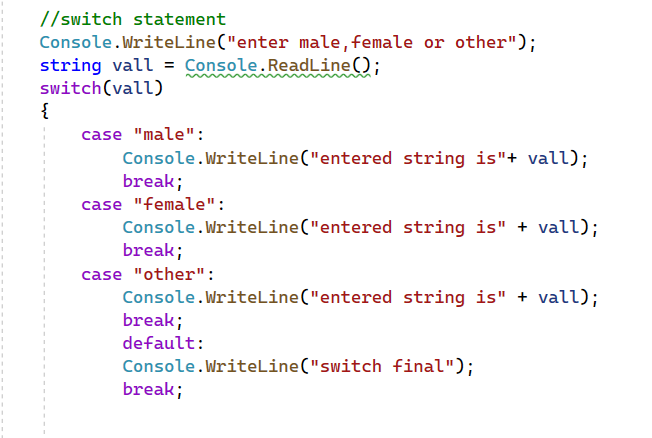 //switch statement
Console.WriteLine("enter male,female or other");
string vall = Console.ReadLine();
switch(vall)
{
case "male":
Console.WriteLine("entered string is"+ vall);
break;
case "female":
Console.WriteLine("entered string is" + vall);
break;
case "other":
Console.WriteLine("entered string is" + vall);
break;
default:
Console.WriteLine("switch final");
break;